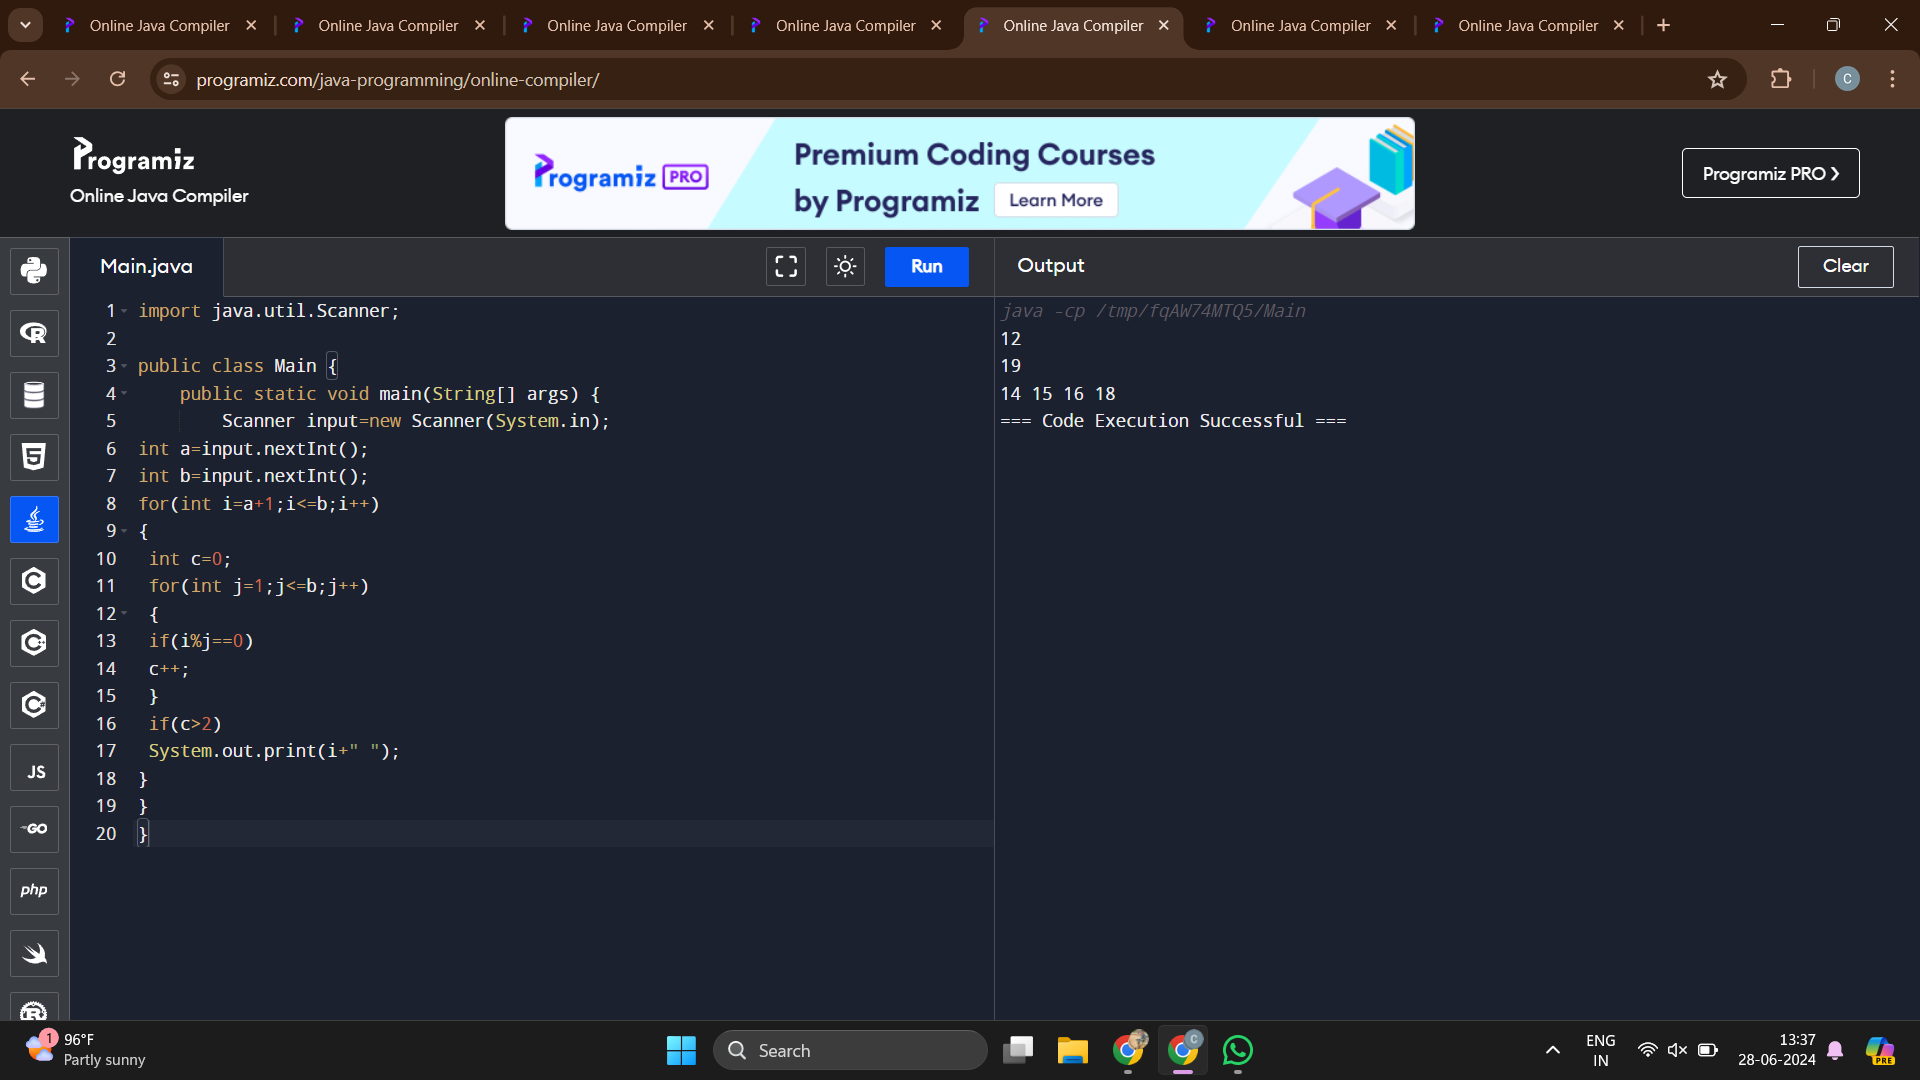 Online Java Compiler
Online Java Compiler
Online Java Compiler
Online Java Compiler
Online Java Compiler
Online Java Compiler
Online Java Compiler
programiz.com/java-programming/online-compiler/
C
Programiz
Online Java Compiler
Programiz PRO
Premium Coding Courses
by Programiz
Learn More
Programiz PRO
Main.java
Run
Output
Clear
1 import java.util.Scanner;
2
3 public class Main {
4 public static void main(String[] args) {
5 Scanner input=new Scanner(System.in);
6 int a=input.nextInt();
7 int b=input.nextInt();
8 for(int i=a+1;i<=b;i++)
9 {
10 int c=0;
11 for(int j=1;j<=b;j++)
12 {
13 if(i%j==0)
14 c++;
15 }
16 if(c>2)
17 System.out.print(i+" ");
18 }
19 }
20 }
java -cp /tmp/fqAW74MTQ5/Main
12
19
14 15 16 18
=== Code Execution Successful ===
R
5
C
C
C
JS
GO
php
R
1
96°F
Partly sunny
Search
C
ENG
IN
13:37
28-06-2024
PRE